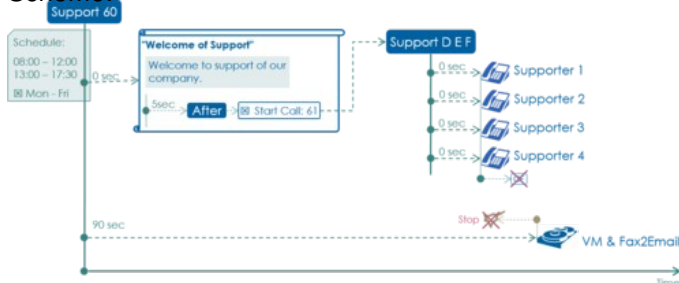 Support 60
Schedule:
08:00 – 12:00
13:00 – 17:30
Mon - Fri
0 sec
"Welcome of Support"
Welcome to support of our
company.
5sec
After
Start Call: 61
Support D E F
0 sec
Supporter 1
0 sec
Supporter 2
0 sec
Supporter 3
0 sec
Supporter 4
90 sec
Stop
VM & Fax2Email